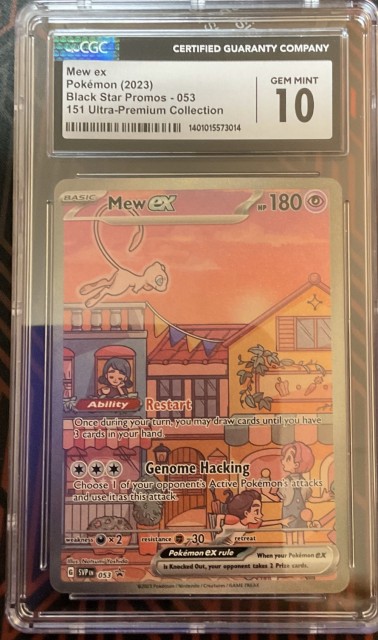 CGC
CERTIFIED GUARANTY COMPANY
Mew ex
Pokémon (2023)
Black Star Promos - 053
151 Ultra-Premium Collection
GEM MINT
10
1401015573014
BASIC
Mew ex
HP 180
Ability Restart
Once during your turn, you may draw cards until you have
3 cards in your hand.
Genome Hacking
Choose 1 of your opponent's Active Pokémon's attacks
and use it as this attack.
weakness ×2 resistance -30 retreat
Pokémon ex rule
When your Pokémon ex
is Knocked Out, your opponent takes 2 Prize cards.
SVP EN 053
©2023 Pokémon / Nintendo / Creatures / GAME FREAK